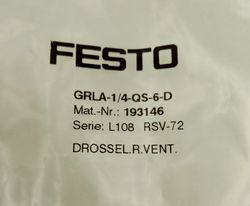 FESTO
GRLA-1/4-QS-6-D
Mat.-Nr.: 193146
Serie: L108 RSV-72
DROSSEL.R.VENT.